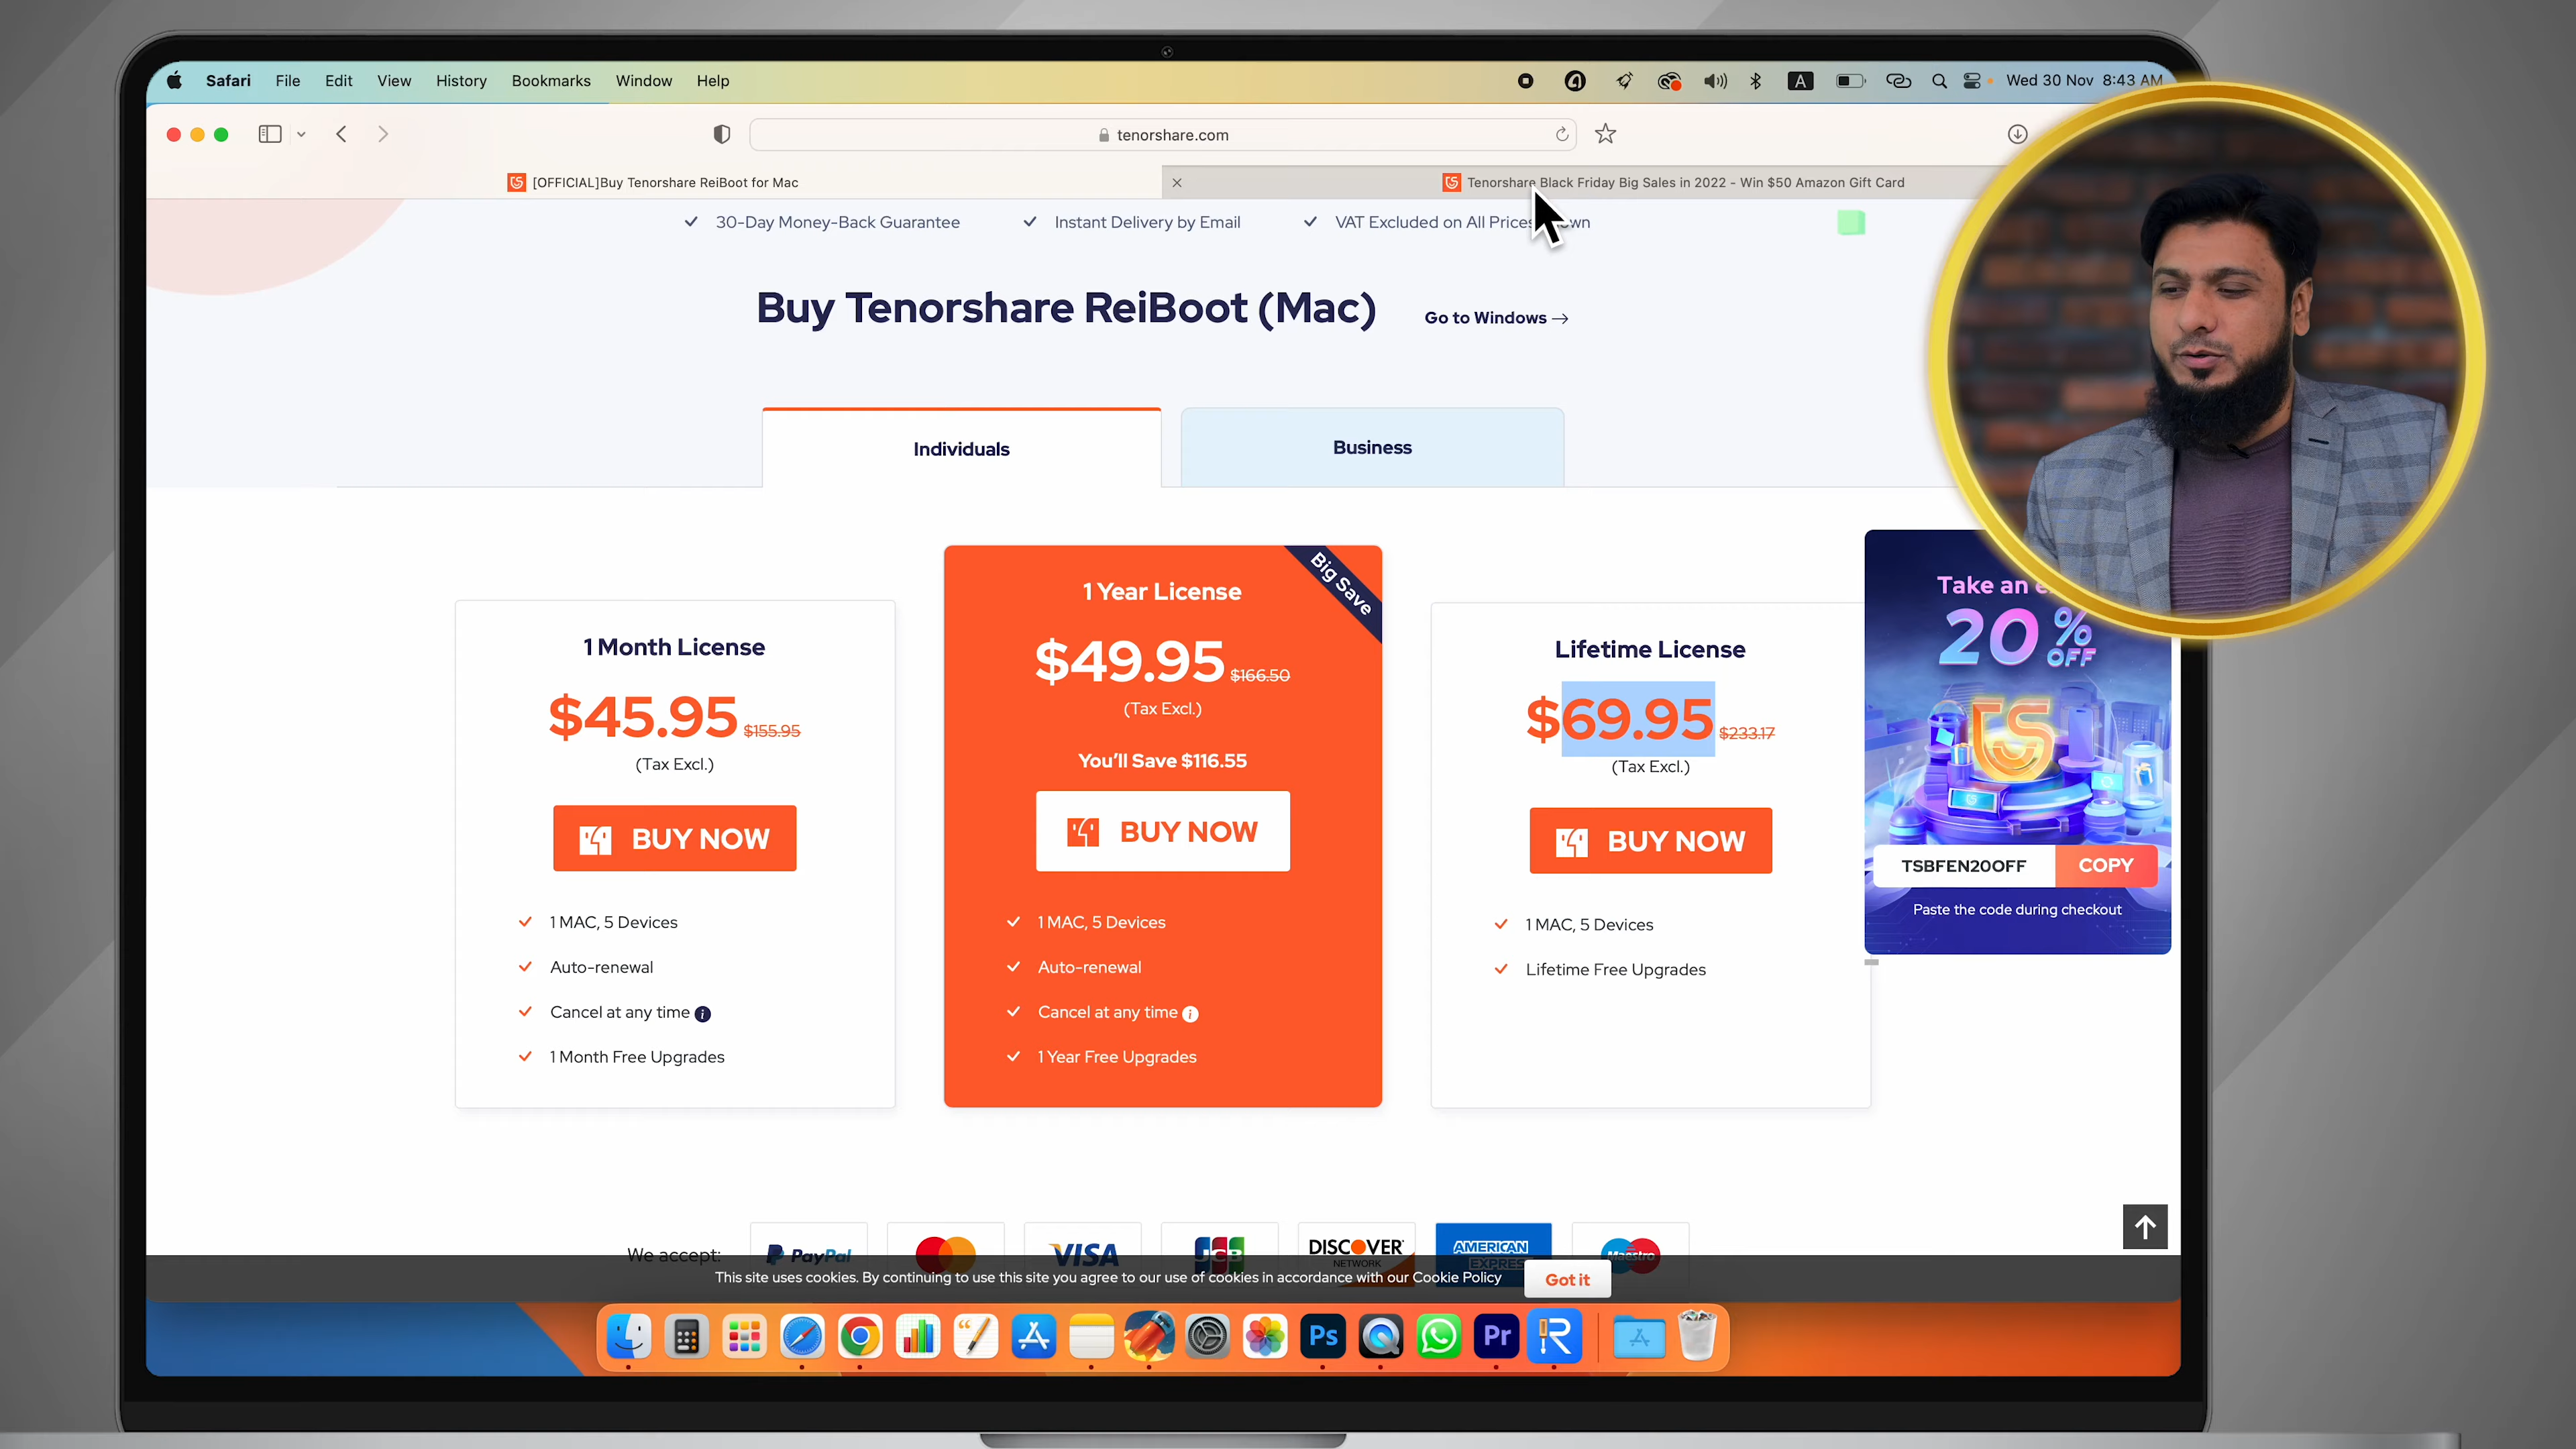 Safari File Edit View History Bookmarks Window Help
A
Wed 30 Nov 8:43 AM
tenorshare.com
[OFFICIAL]Buy Tenorshare ReiBoot for Mac
Tenorshare Black Friday Big Sales in 2022 - Win $50 Amazon Gift Card
30-Day Money-Back Guarantee
Instant Delivery by Email
VAT Excluded on All Prices
Buy Tenorshare ReiBoot (Mac)
Go to Windows →
Individuals
Business
1 Month License
$45.95 $155.95
(Tax Excl.)
BUY NOW
1 MAC, 5 Devices
Auto-renewal
Cancel at any time i
1 Month Free Upgrades
Big Save
1 Year License
$49.95 $166.50
(Tax Excl.)
You'll Save $116.55
BUY NOW
1 MAC, 5 Devices
Auto-renewal
Cancel at any time i
1 Year Free Upgrades
Lifetime License
$69.95 $233.17
(Tax Excl.)
BUY NOW
1 MAC, 5 Devices
Lifetime Free Upgrades
Take an
20% OFF
TSBFEN20OFF COPY
Paste the code during checkout
We accept:
PayPal
VISA
JCB
DISCOVER
NETWORK
AMERICAN
EXPRESS
Maestro
This site uses cookies. By continuing to use this site you agree to our use of cookies in accordance with our Cookie Policy
Got it
Ps
Pr
R